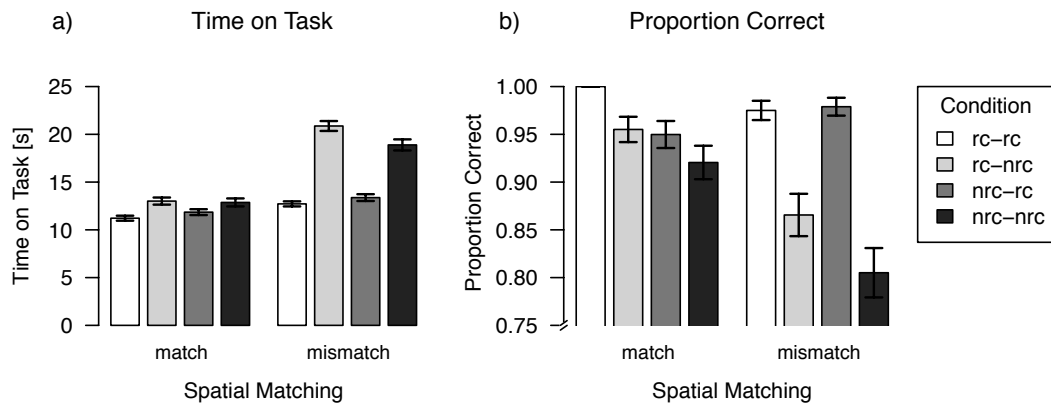 a) Time on Task
Time on Task [s]
25
20
15
10
5
0
match mismatch
Spatial Matching
b) Proportion Correct
Proportion Correct
1.00
0.95
0.90
0.85
0.80
0.75
match mismatch
Spatial Matching
Condition
rc–rc
rc–nrc
nrc–rc
nrc–nrc